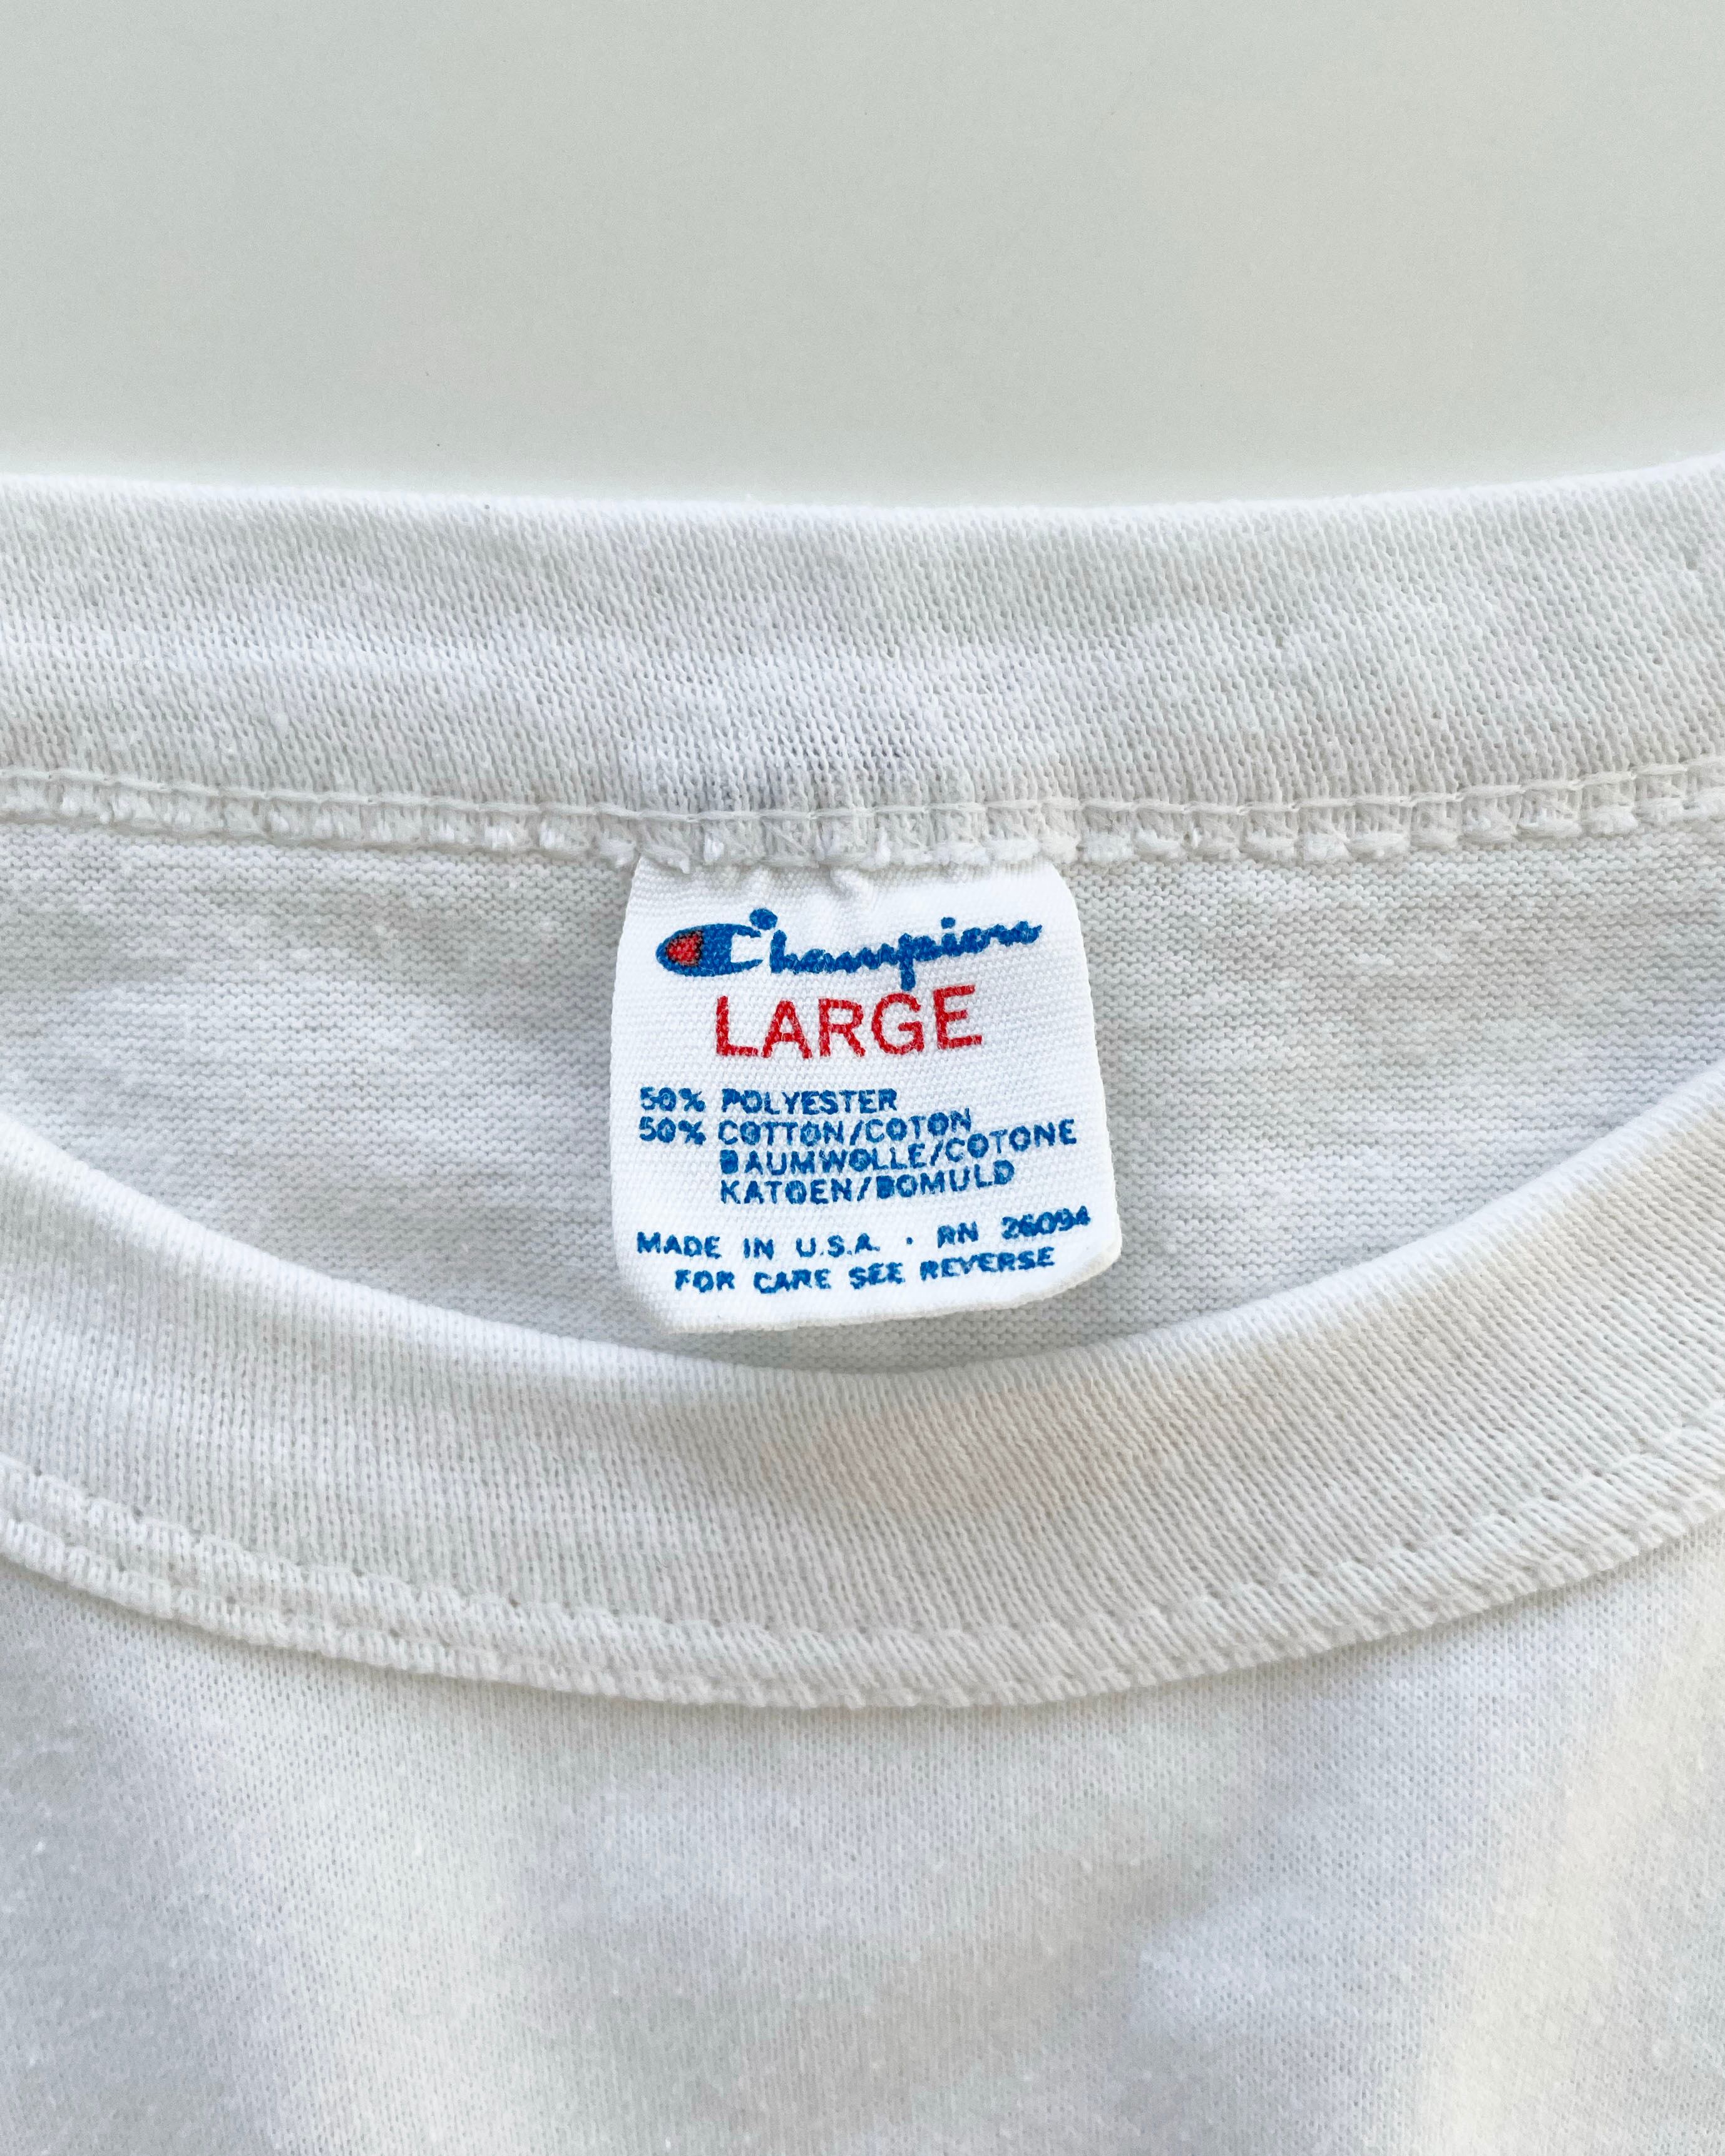 Champion
LARGE
50% POLYESTER
50% COTTON/COTON
BAUMWOLLE/COTONE
KATOEN/BOMULD
MADE IN U.S.A. · RN 26094
FOR CARE SEE REVERSE